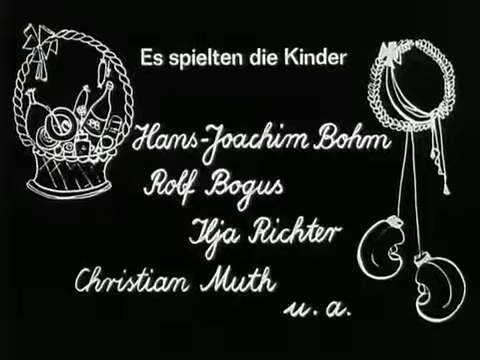 Es spielten die Kinder
Hans-Joachim Bohm
Rolf Bogus
Ilja Richter
Christian Muth
u. a.